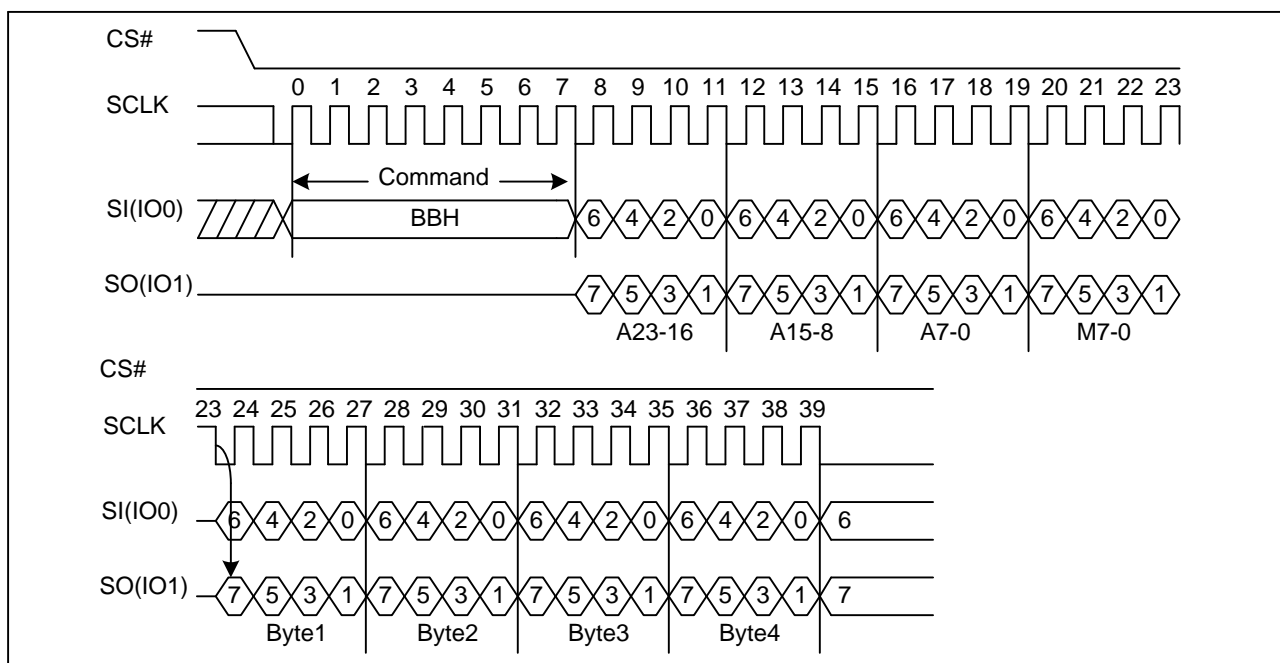 CS#
0 1 2 3 4 5 6 7 8 9 10 11 12 13 14 15 16 17 18 19 20 21 22 23
SCLK
Command
SI(IO0) BBH 6 4 2 0 6 4 2 0 6 4 2 0 6 4 2 0
SO(IO1) 7 5 3 1 7 5 3 1 7 5 3 1 7 5 3 1
A23-16 A15-8 A7-0 M7-0
CS#
23 24 25 26 27 28 29 30 31 32 33 34 35 36 37 38 39
SCLK
SI(IO0) 6 4 2 0 6 4 2 0 6 4 2 0 6 4 2 0 6
SO(IO1) 7 5 3 1 7 5 3 1 7 5 3 1 7 5 3 1 7
Byte1 Byte2 Byte3 Byte4